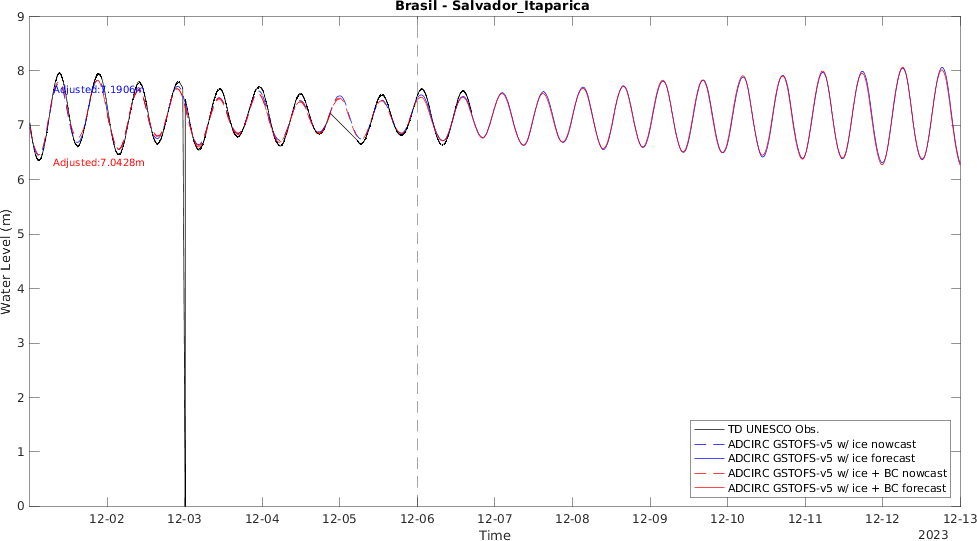 Brasil - Salvador_Itaparica
9
8
7
6
5
4
3
2
1
0
Water Level (m)
Adjusted:7.1906m
Adjusted:7.0428m
TD UNESCO Obs.
ADCIRC GSTOFS-v5 w/ ice nowcast
ADCIRC GSTOFS-v5 w/ ice forecast
ADCIRC GSTOFS-v5 w/ ice + BC nowcast
ADCIRC GSTOFS-v5 w/ ice + BC forecast
12-02 12-03 12-04 12-05 12-06 12-07 12-08 12-09 12-10 12-11 12-12 12-13
Time
2023